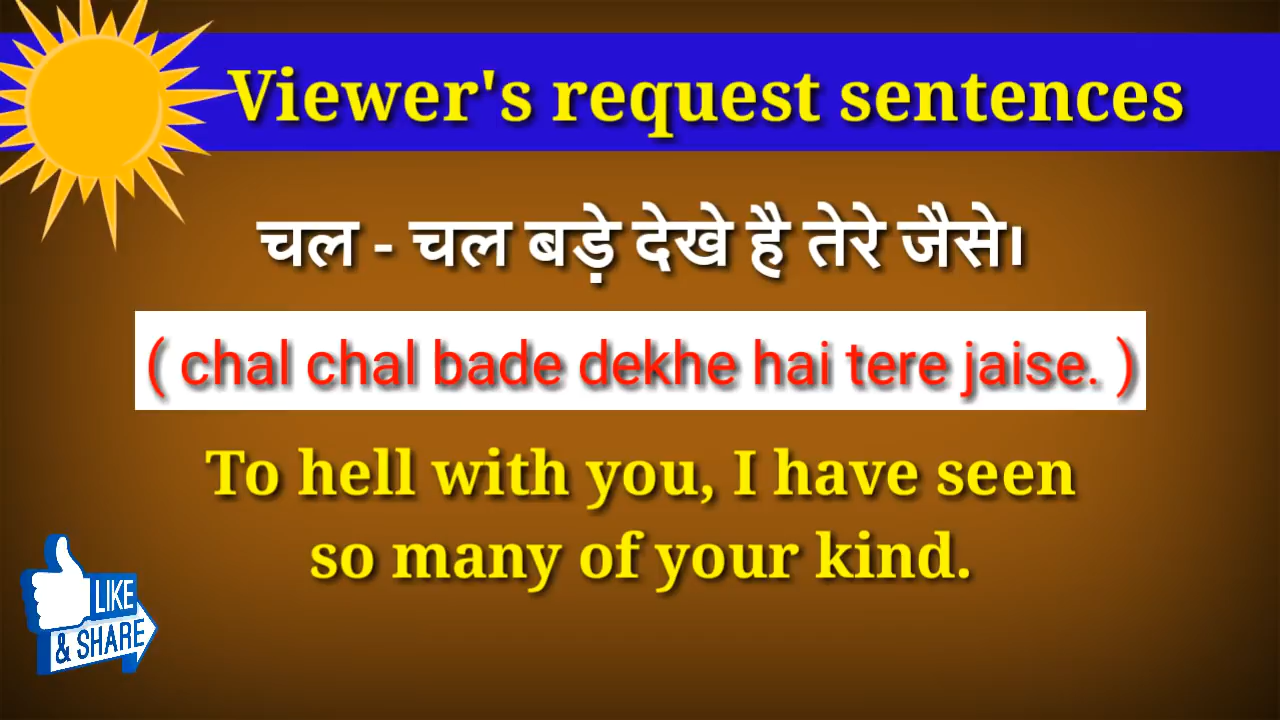 Viewer's request sentences
चल - चल बड़े देखे है तेरे जैसे।
( chal chal bade dekhe hai tere jaise. )
To hell with you, I have seen
so many of your kind.
LIKE
& SHARE